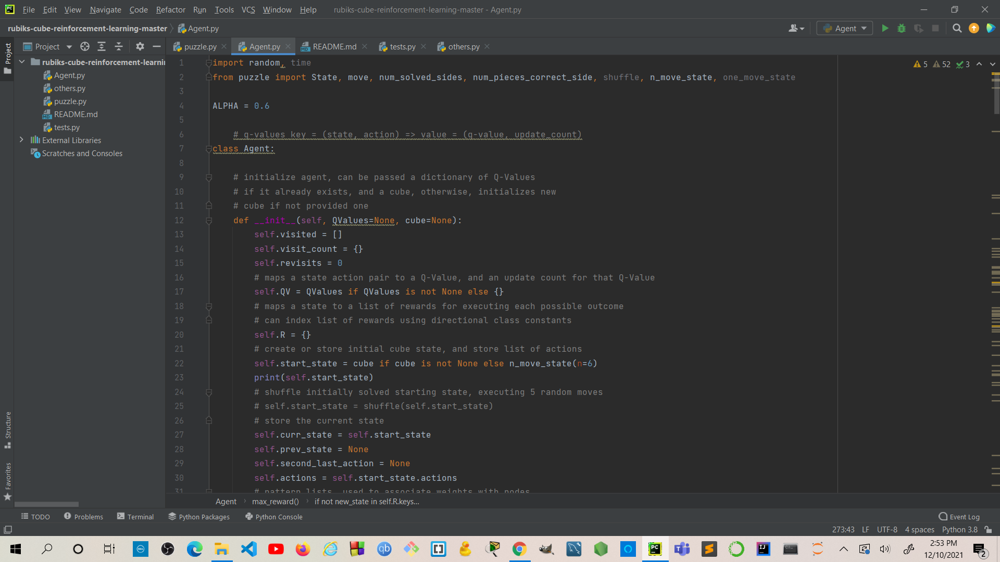 File Edit View Navigate Code Refactor Run Tools VCS Window Help rubiks-cube-reinforcement-learning-master - Agent.py
rubiks-cube-reinforcement-learning-master Agent.py Agent
Project puzzle.py Agent.py README.md tests.py others.py
Project
rubiks-cube-reinforcement-learni
Agent.py
others.py
puzzle.py
README.md
tests.py
External Libraries
Scratches and Consoles
5 52 3
1 import random, time
2 from puzzle import State, move, num_solved_sides, num_pieces_correct_side, shuffle, n_move_state, one_move_state
3
4 ALPHA = 0.6
5
6 # q-values key = (state, action) => value = (q-value, update_count)
7 class Agent:
8
9 # initialize agent, can be passed a dictionary of Q-Values
10 # if it already exists, and a cube, otherwise, initializes new
11 # cube if not provided one
12 def __init__(self, QValues=None, cube=None):
13 self.visited = []
14 self.visit_count = {}
15 self.revisits = 0
16 # maps a state action pair to a Q-Value, and an update count for that Q-Value
17 self.QV = QValues if QValues is not None else {}
18 # maps a state to a list of rewards for executing each possible outcome
19 # can index list of rewards using directional class constants
20 self.R = {}
21 # create or store initial cube state, and store list of actions
22 self.start_state = cube if cube is not None else n_move_state(n=6)
23 print(self.start_state)
24 # shuffle initially solved starting state, executing 5 random moves
25 # self.start_state = shuffle(self.start_state)
26 # store the current state
27 self.curr_state = self.start_state
28 self.prev_state = None
29 self.second_last_action = None
30 self.actions = self.start_state.actions
31 # pattern lists, used to associate weights with nodes
Structure
Favorites
Agent max_reward() if not new_state in self.R.keys...
TODO Problems Terminal Python Packages Python Console Event Log
273:43 LF UTF-8 4 spaces Python 3.8
2:53 PM
12/10/2021
2